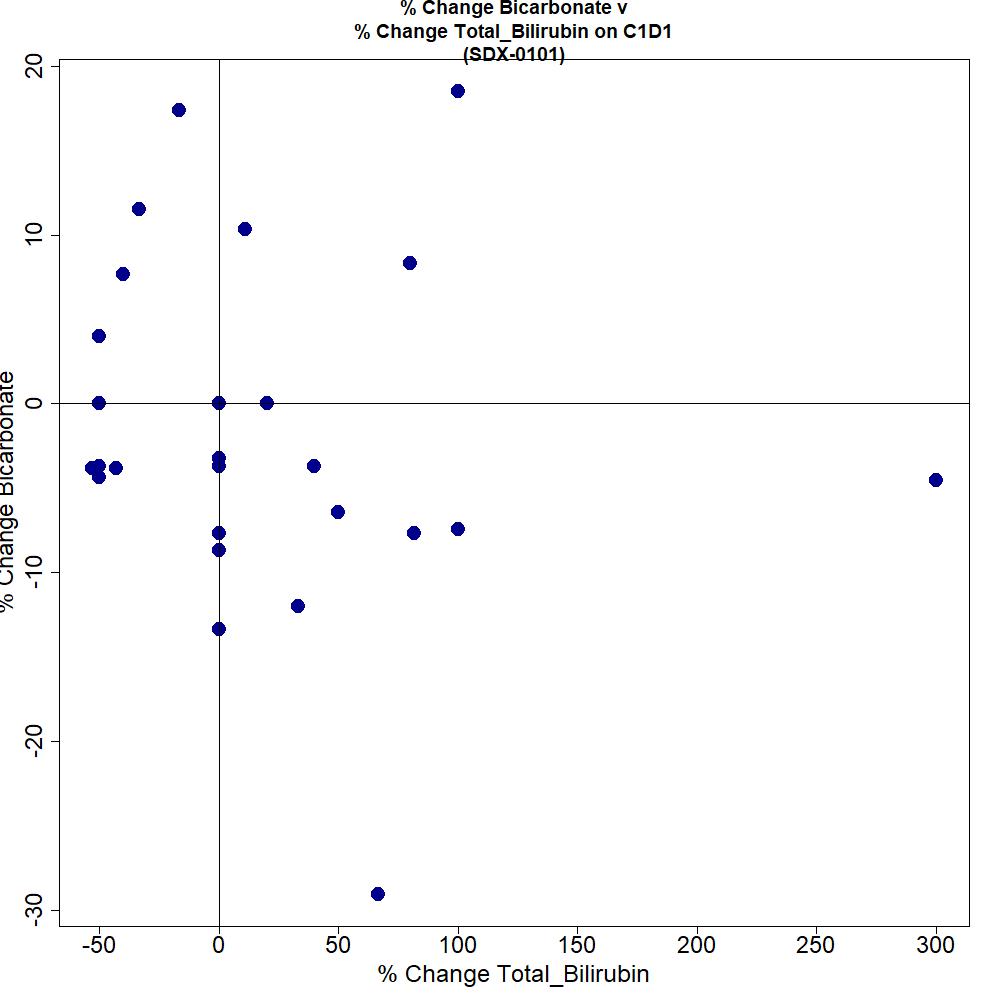 % Change Bicarbonate v
% Change Total_Bilirubin on C1D1
(SDX-0101)
% Change Bicarbonate
20
10
0
-10
-20
-30
-50
0
50
100
150
200
250
300
% Change Total_Bilirubin